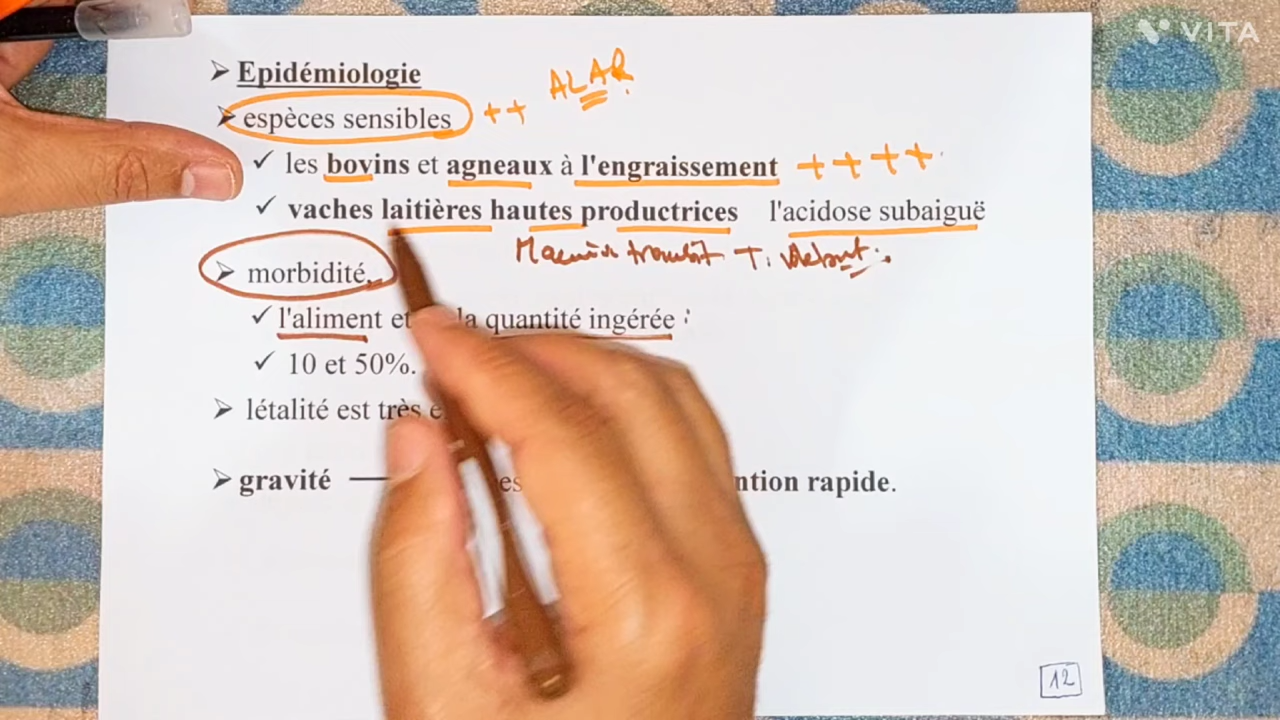 VITA
Epidémiologie
espèces sensibles ++ ALAR
les bovins et agneaux à l'engraissement ++++
vaches laitières hautes productrices l'acidose subaiguë
T. début
morbidité
l'aliment et la quantité ingérée
10 et 50%.
létalité est très
gravité rapide.
12